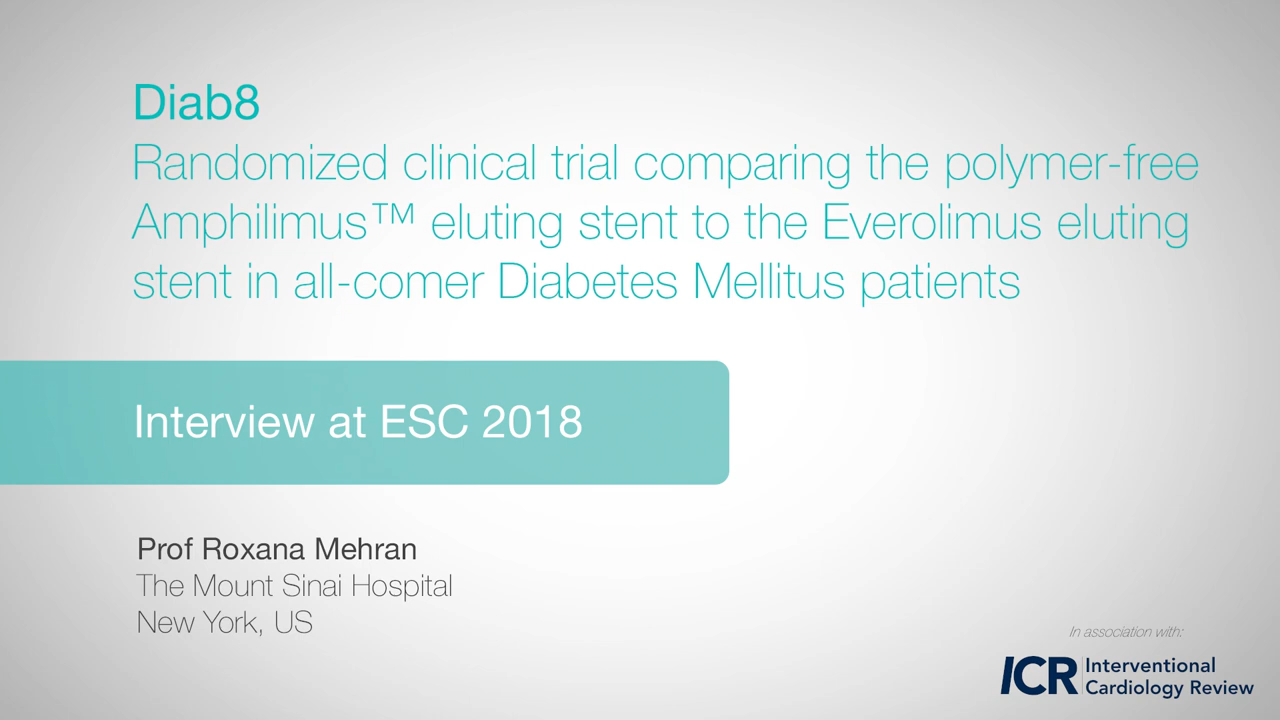 Diab8
Randomized clinical trial comparing the polymer-free
Amphilimus™ eluting stent to the Everolimus eluting
stent in all-comer Diabetes Mellitus patients
Interview at ESC 2018
Prof Roxana Mehran
The Mount Sinai Hospital
New York, US
In association with:
ICR Interventional
Cardiology Review